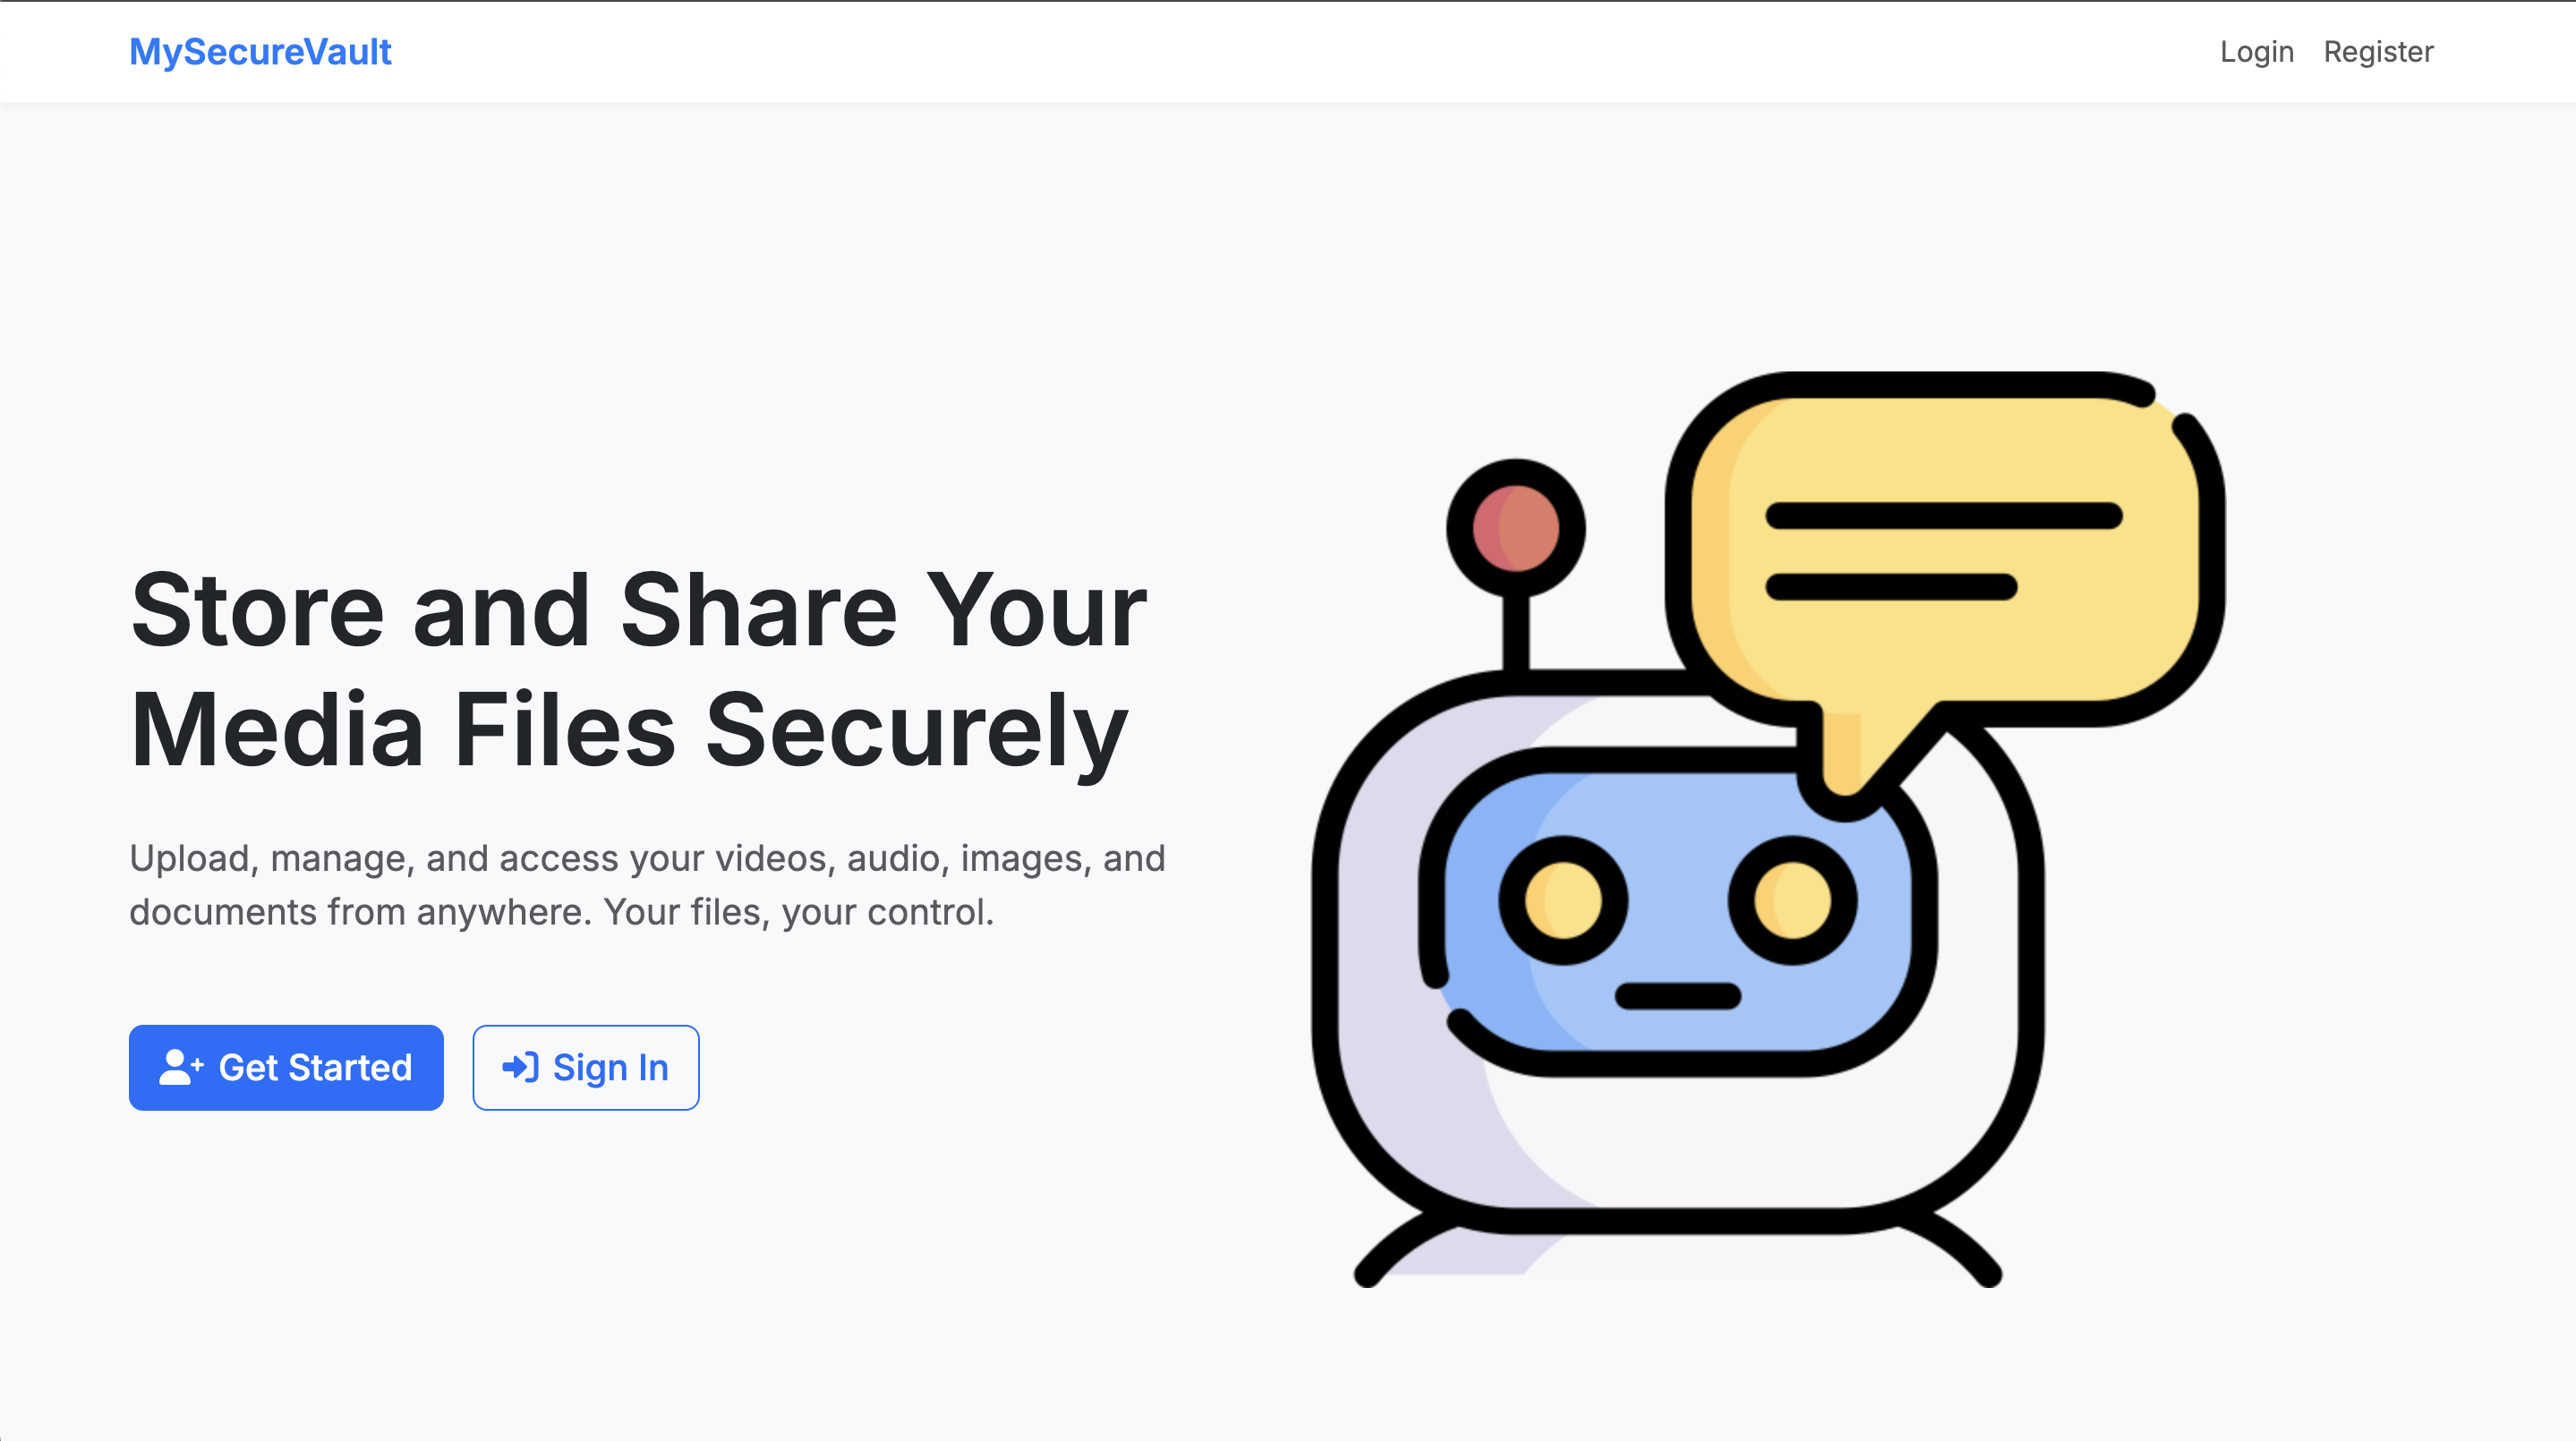 MySecureVault
Login Register
Store and Share Your
Media Files Securely
Upload, manage, and access your videos, audio, images, and
documents from anywhere. Your files, your control.
Get Started
Sign In